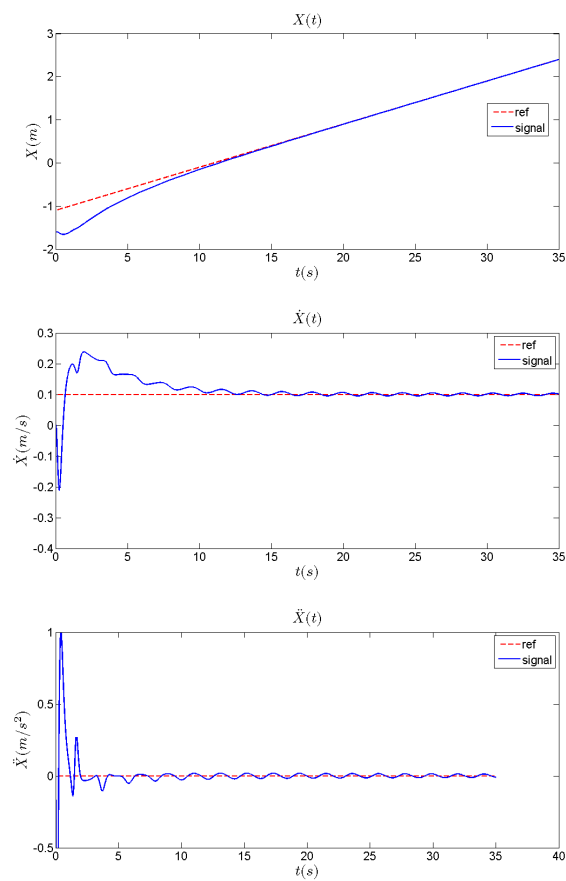 X(t)
3
2
1
0
-1
-2
X(m)
ref
signal
0 5 10 15 20 25 30 35
t(s)
Ẋ(t)
0.3
0.2
0.1
0
-0.1
-0.2
-0.3
-0.4
Ẋ(m/s)
ref
signal
0 5 10 15 20 25 30 35
t(s)
Ẍ(t)
1
0.5
0
-0.5
Ẍ(m/s²)
ref
signal
0 5 10 15 20 25 30 35 40
t(s)